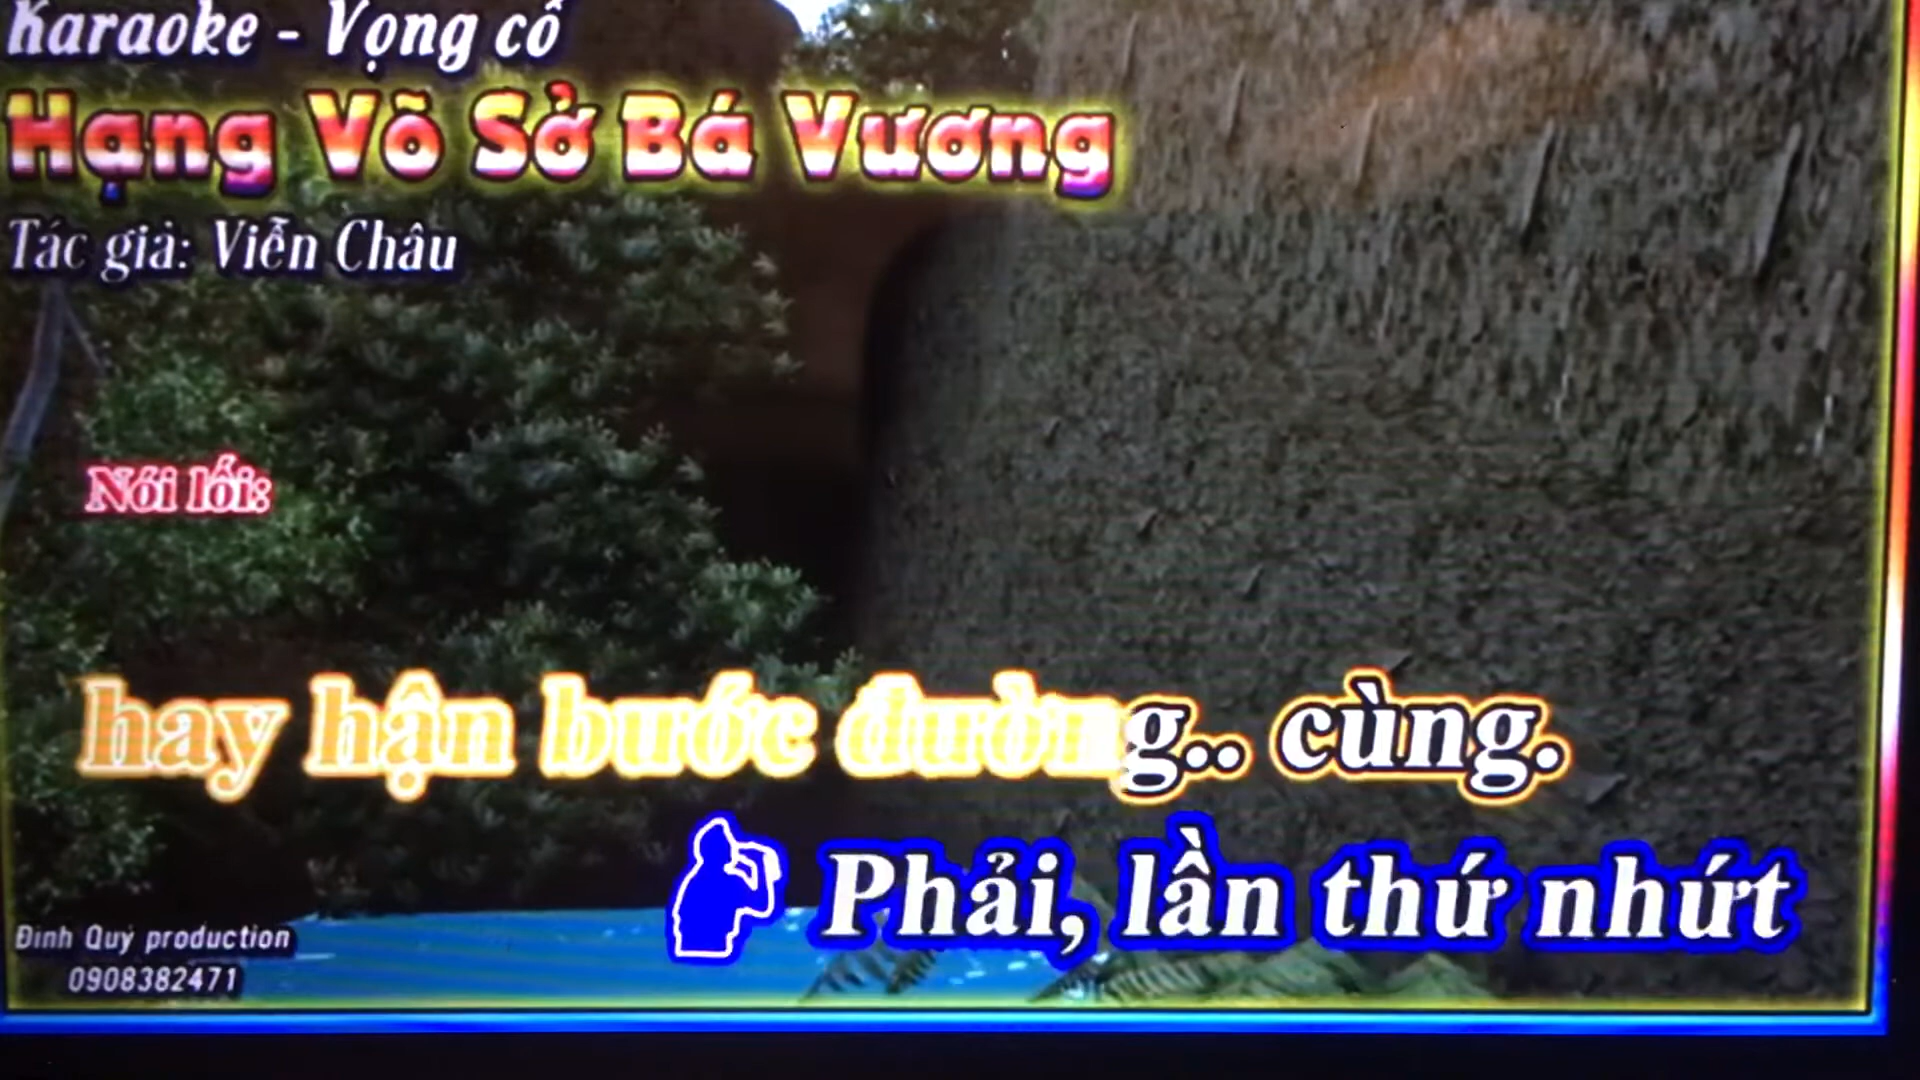 Karaoke - Vọng cổ
Hạng Võ Sở Bá Vương
Tác giả: Viễn Châu
Nói lối:
hay hận bước đường.. cùng.
Phải, lần thứ nhứt
Đinh Quý production
0908382471